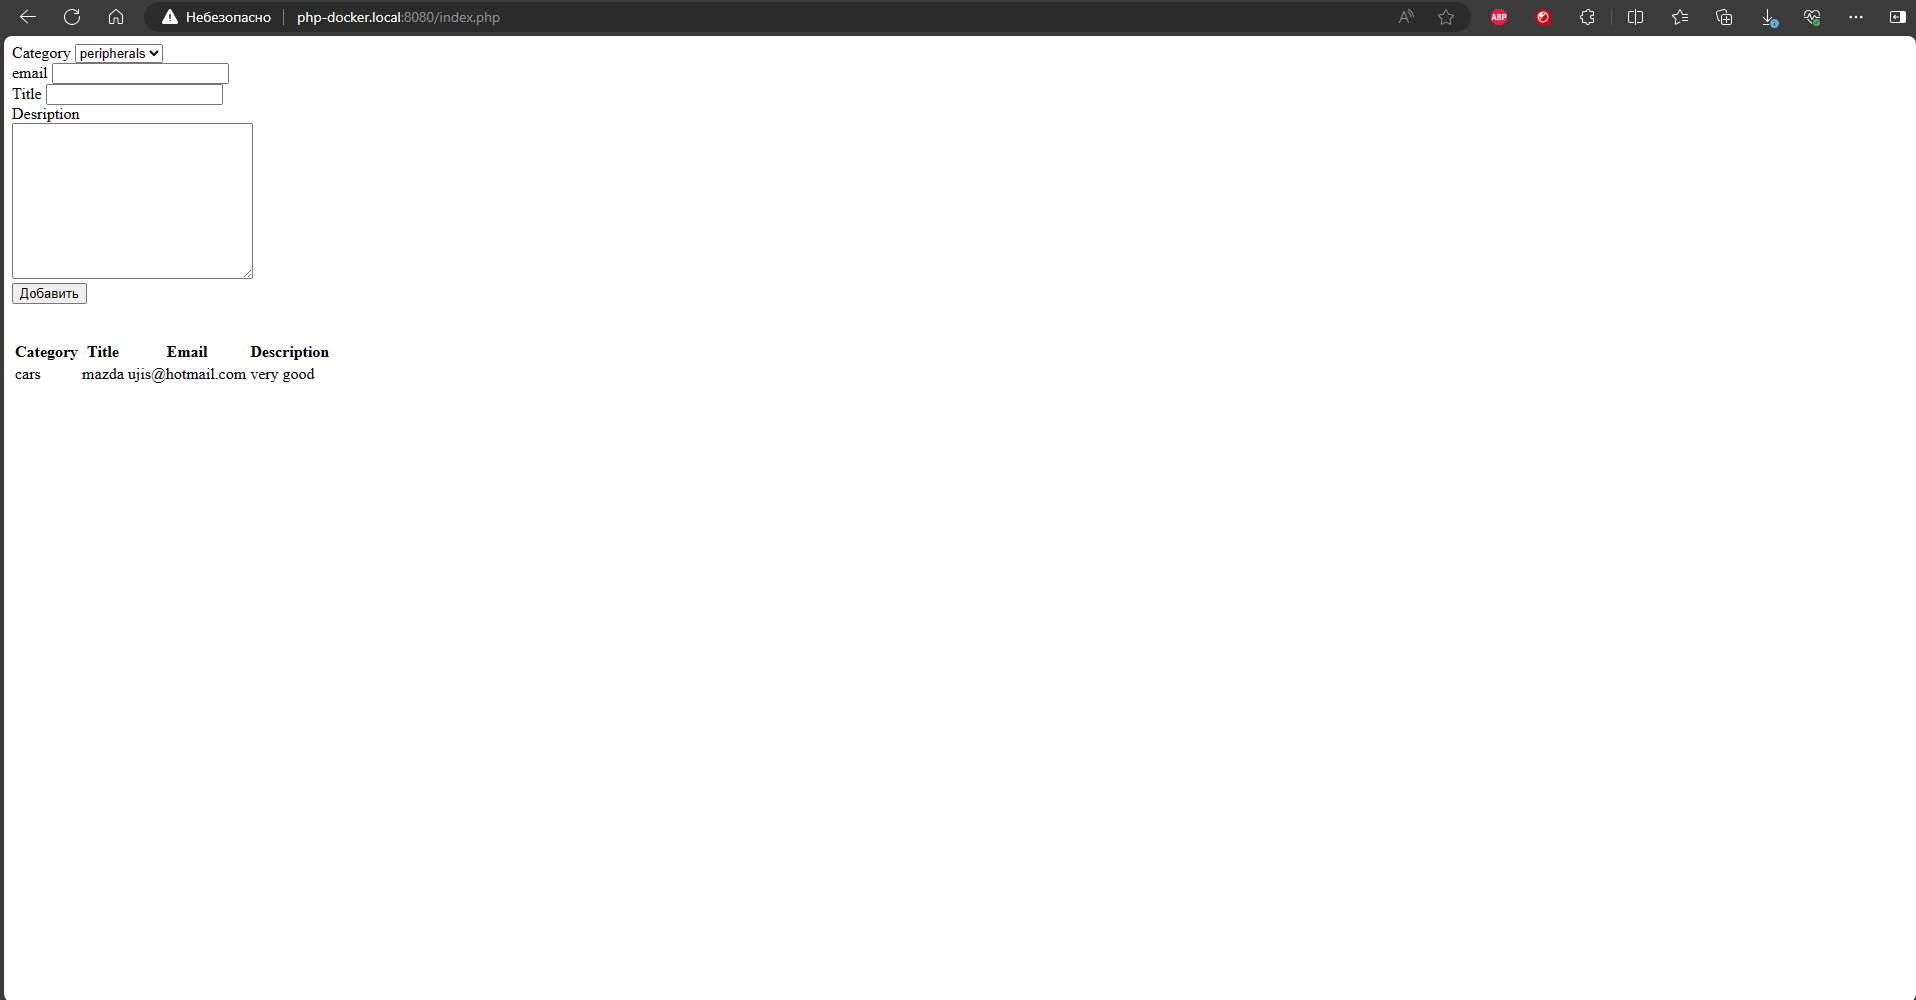 Небезопасно php-docker.local:8080/index.php A ABP
Category peripherals
email
Title
Desription
Добавить
Category Title Email Description
cars mazda ujis@hotmail.com very good